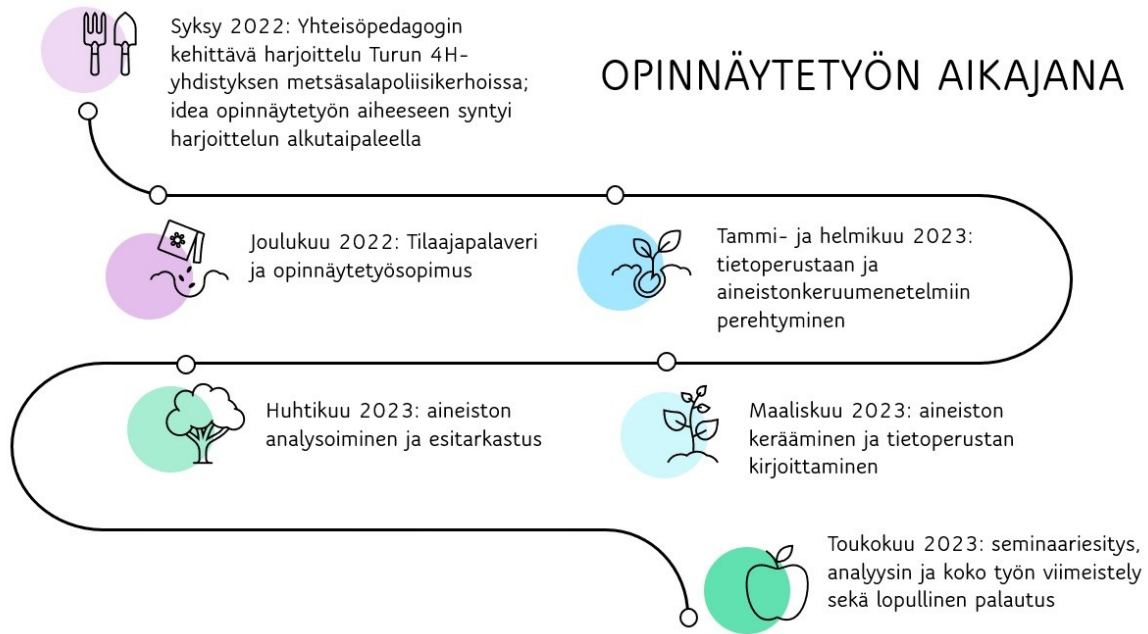 OPINNÄYTETYÖN AIKAJANA
Syksy 2022: Yhteisöpedagogin
kehittävä harjoittelu Turun 4H-
yhdistyksen metsäsalapoliisikerhoissa;
idea opinnäytetyön aiheeseen syntyi
harjoittelun alkutaipaleella
Joulukuu 2022: Tilaajapalaveri
ja opinnäytetyösopimus
Tammi- ja helmikuu 2023:
tietoperustaan ja
aineistonkeruumenetelmiin
perehtyminen
Maaliskuu 2023: aineiston
kerääminen ja tietoperustan
kirjoittaminen
Huhtikuu 2023: aineiston
analysoiminen ja esitarkastus
Toukokuu 2023: seminaariesitys,
analyysin ja koko työn viimeistely
sekä lopullinen palautus